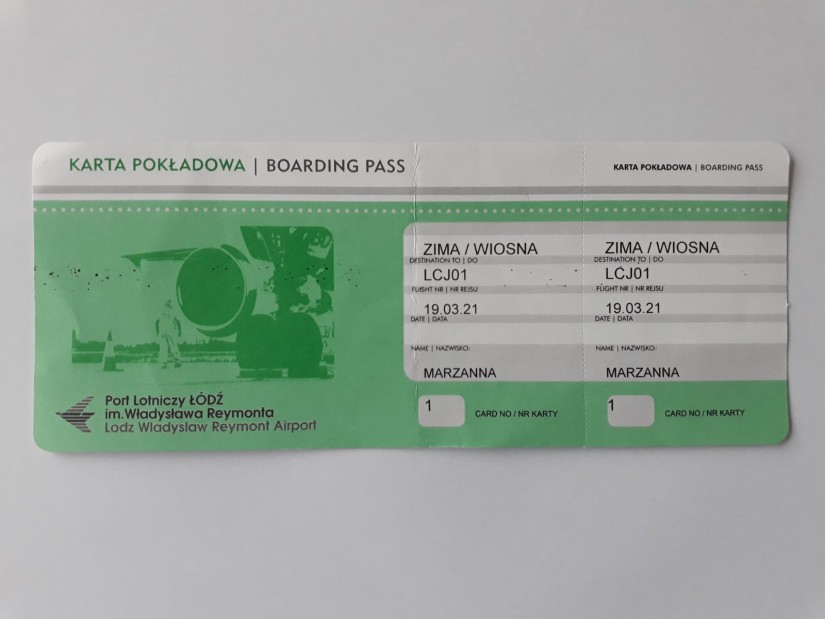 KARTA POKŁADOWA | BOARDING PASS
KARTA POKŁADOWA | BOARDING PASS
ZIMA / WIOSNA
DESTINATION TO | DO
LCJ01
FLIGHT NR | NR REJSU
19.03.21
DATE | DATA
NAME | NAZWISKO:
MARZANNA
1 CARD NO / NR KARTY
ZIMA / WIOSNA
DESTINATION TO | DO
LCJ01
FLIGHT NR | NR REJSU
19.03.21
DATE | DATA
NAME | NAZWISKO:
MARZANNA
1 CARD NO / NR KARTY
Port Lotniczy ŁÓDŹ
im.Władysława Reymonta
Lodz Wladyslaw Reymont Airport